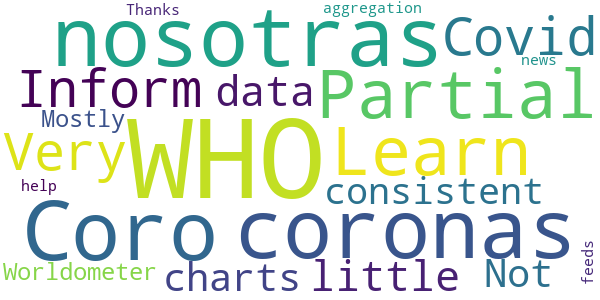 Thanks
aggregation
nosotras
Covid
news
Inform
data
Partial
Mostly
Very
WHO
Learn
help
consistent
Coro
coronas
feeds
Worldometer
charts
little
Not